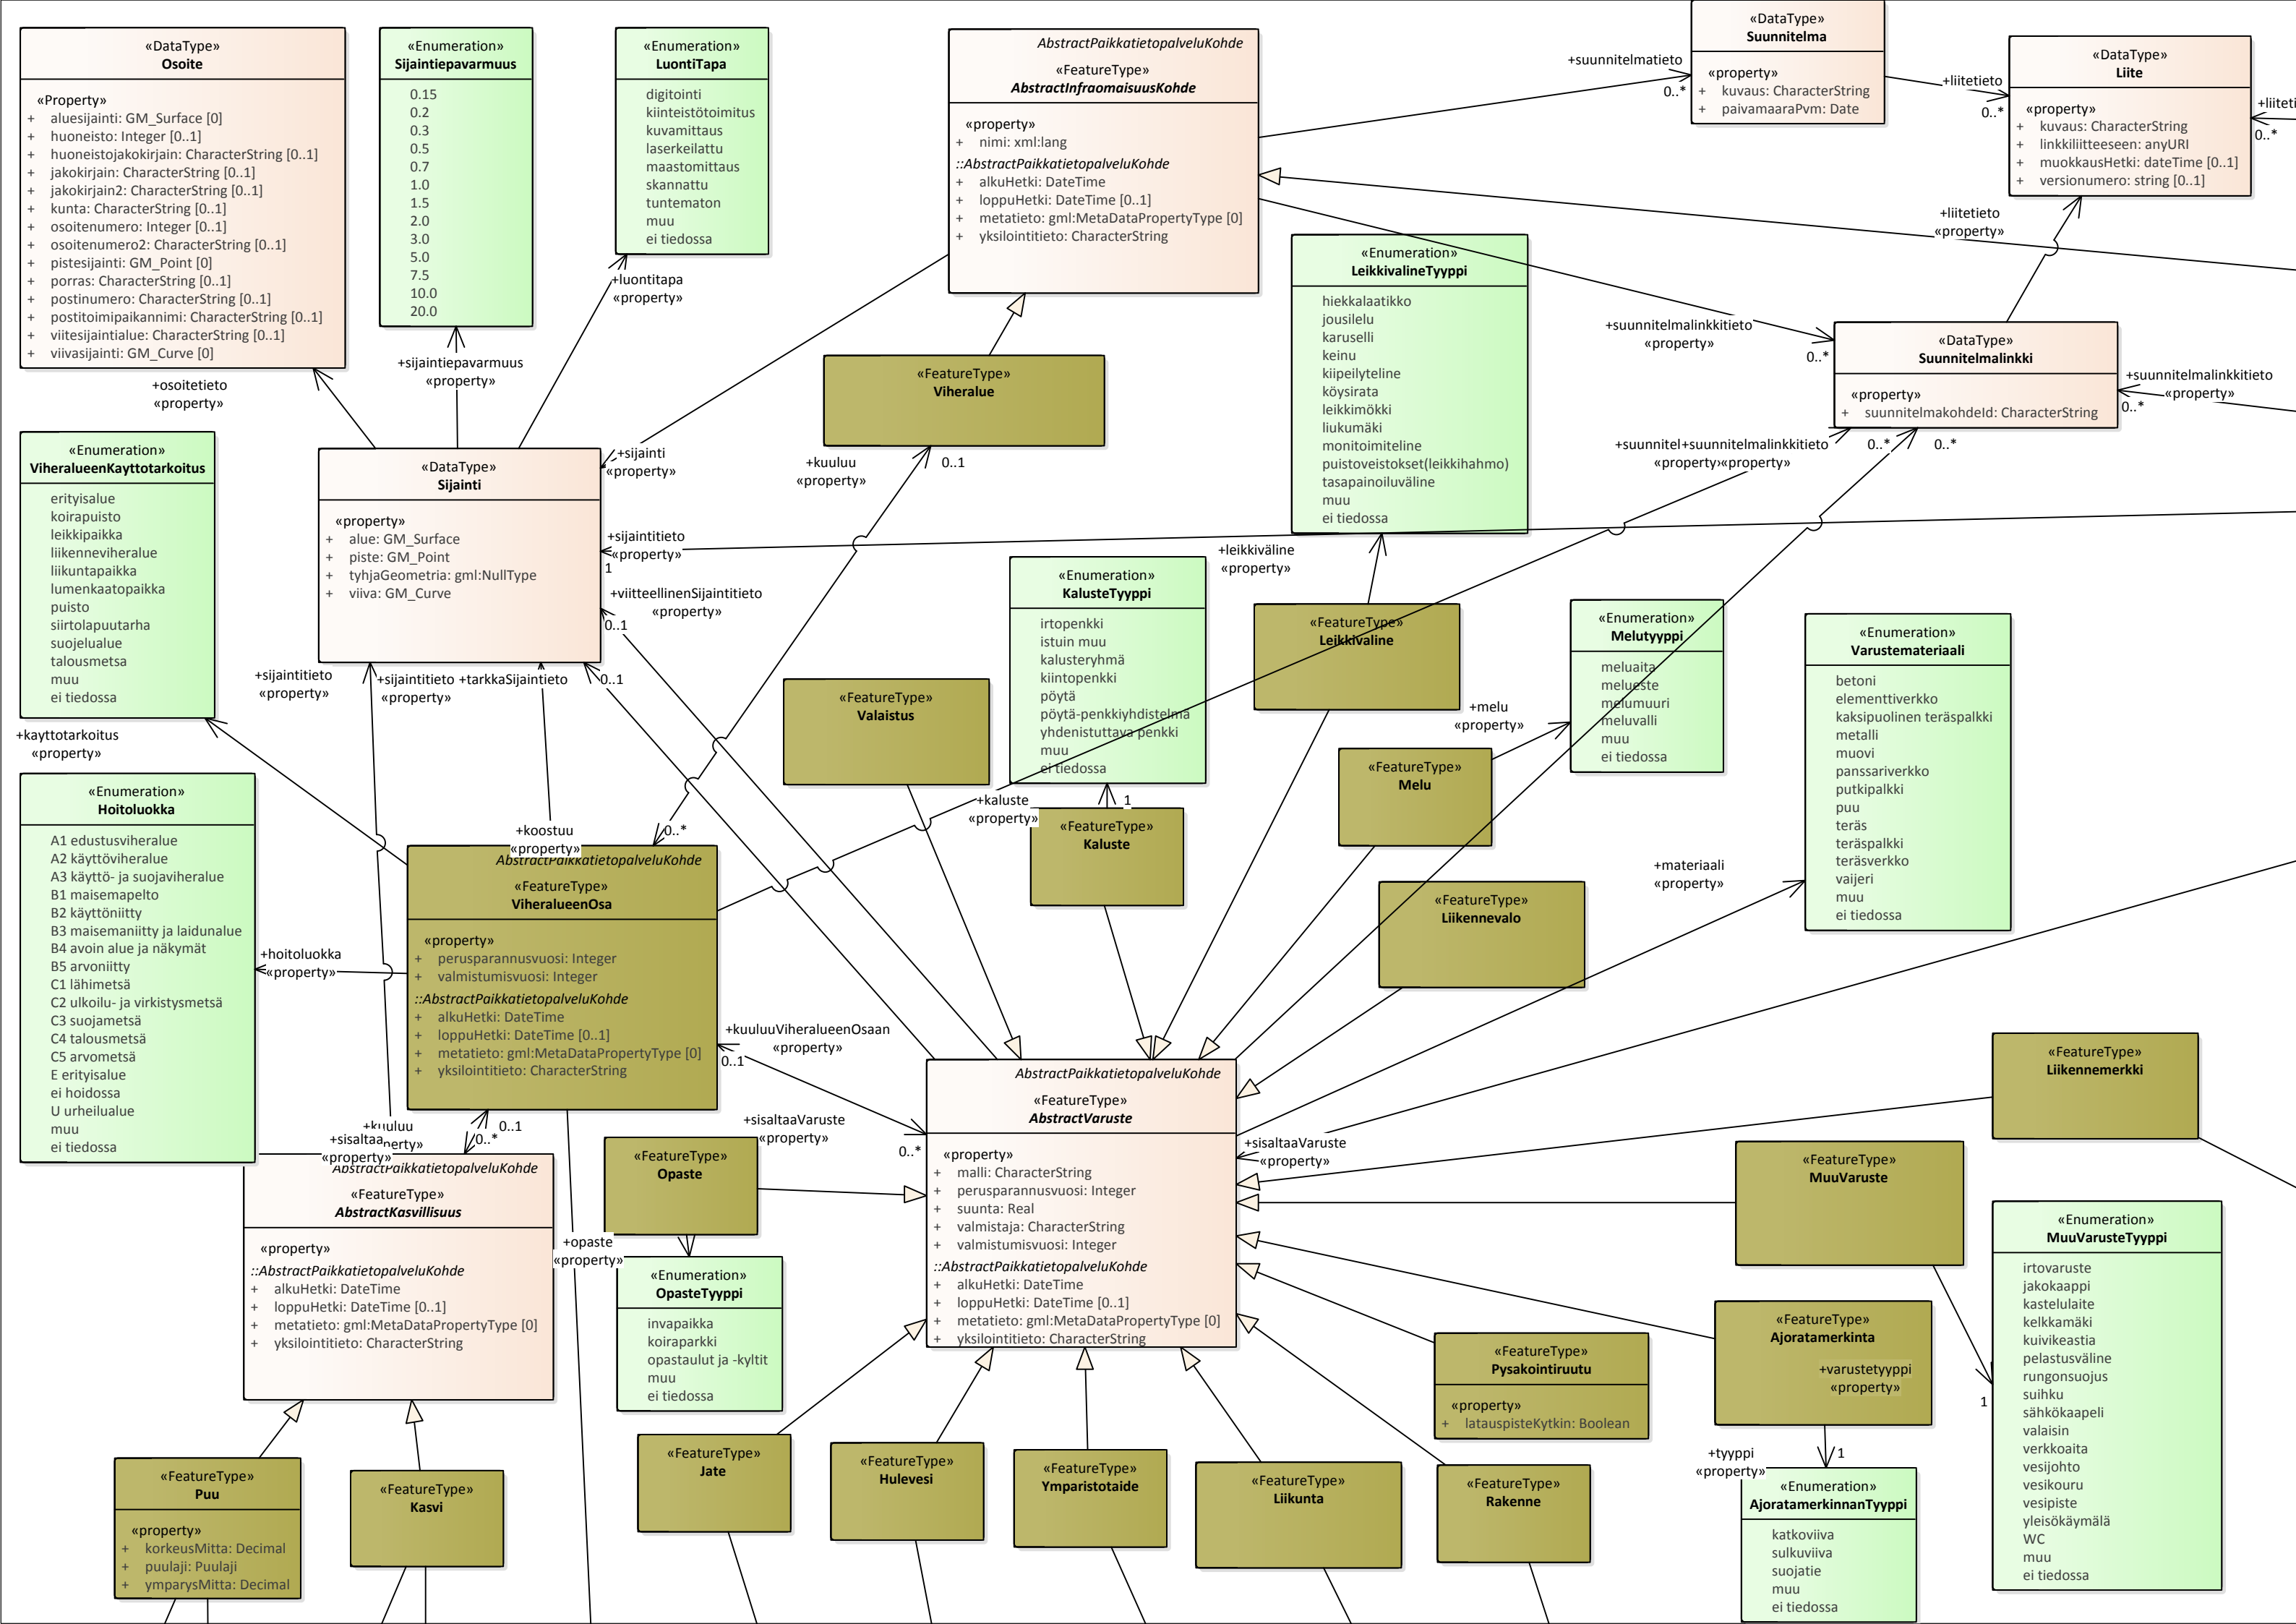 «DataType»
Osoite
«Property»
+ aluesijainti: GM_Surface [0]
+ huoneisto: Integer [0..1]
+ huoneistojakokirjain: CharacterString [0..1]
+ jakokirjain: CharacterString [0..1]
+ jakokirjain2: CharacterString [0..1]
+ kunta: CharacterString [0..1]
+ osoitenumero: Integer [0..1]
+ osoitenumero2: CharacterString [0..1]
+ pistesijainti: GM_Point [0]
+ porras: CharacterString [0..1]
+ postinumero: CharacterString [0..1]
+ postitoimipaikannimi: CharacterString [0..1]
+ viitesijaintialue: CharacterString [0..1]
+ viivasijainti: GM_Curve [0]
«Enumeration»
Sijaintiepavarmuus
0.15
0.2
0.3
0.5
0.7
1.0
1.5
2.0
3.0
5.0
7.5
10.0
20.0
«Enumeration»
LuontiTapa
digitointi
kiinteistötoimitus
kuvamittaus
laserkeilattu
maastomittaus
skannattu
tuntematon
muu
ei tiedossa
AbstractPaikkatietopalveluKohde
«FeatureType»
AbstractInfraomaisuusKohde
«property»
+ nimi: xml:lang
::AbstractPaikkatietopalveluKohde
+ alkuHetki: DateTime
+ loppuHetki: DateTime [0..1]
+ metatieto: gml:MetaDataPropertyType [0]
+ yksilointitieto: CharacterString
+suunnitelmatieto
0..*
«DataType»
Suunnitelma
«property»
+ kuvaus: CharacterString
+ paivamaaraPvm: Date
+liitetieto
0..*
«DataType»
Liite
«property»
+ kuvaus: CharacterString
+ linkkiliitteeseen: anyURI
+ muokkausHetki: dateTime [0..1]
+ versionumero: string [0..1]
+liiteti
0..*
+liitetieto
«property»
«Enumeration»
LeikkivalineTyyppi
hiekkalaatikko
jousilelu
karuselli
keinu
kiipeilyteline
köysirata
leikkimökki
liukumäki
monitoimiteline
puistoveistokset(leikkihahmo)
tasapainoiluväline
muu
ei tiedossa
+suunnitelmalinkkitieto
«property»
0..*
«DataType»
Suunnitelmalinkki
«property»
+ suunnitelmakohdeId: CharacterString
+suunnitelmalinkkitieto
«property»
0..*
+suunnitel+suunnitelmalinkkitieto
«property»«property»
0..*
0..*
+luontitapa
«property»
+sijaintiepavarmuus
«property»
+osoitetieto
«property»
«FeatureType»
Viheralue
+kuuluu
«property»
0..1
«Enumeration»
ViheralueenKayttotarkoitus
erityisalue
koirapuisto
leikkipaikka
liikenneviheralue
liikuntapaikka
lumenkaatopaikka
puisto
siirtolapuutarha
suojelualue
talousmetsa
muu
ei tiedossa
«DataType»
Sijainti
«property»
+ alue: GM_Surface
+ piste: GM_Point
+ tyhjaGeometria: gml:NullType
+ viiva: GM_Curve
+sijainti
«property»
+sijaintitieto
«property»
1
+viitteellinenSijaintitieto
«property»
0..1
+sijaintitieto
«property»
+sijaintitieto
«property»
+tarkkaSijaintieto
0..1
+kayttotarkoitus
«property»
«Enumeration»
KalusteTyyppi
irtopenkki
istuin muu
kalusteryhmä
kiintopenkki
pöytä
pöytä-penkkiyhdistelmä
yhdenistuttava penkki
muu
ei tiedossa
+leikkiväline
«property»
«FeatureType»
Leikkivaline
«Enumeration»
Melutyyppi
meluaita
melueste
melumuuri
meluvalli
muu
ei tiedossa
«Enumeration»
Varustemateriaali
betoni
elementtiverkko
kaksipuolinen teräspalkki
metalli
muovi
panssariverkko
putkipalkki
puu
teräs
teräspalkki
teräsverkko
vaijeri
muu
ei tiedossa
«FeatureType»
Valaistus
+melu
«property»
«FeatureType»
Melu
+kaluste
«property»
1
«FeatureType»
Kaluste
+materiaali
«property»
«FeatureType»
Liikennevalo
«Enumeration»
Hoitoluokka
A1 edustusviheralue
A2 käyttöviheralue
A3 käyttö- ja suojaviheralue
B1 maisemapelto
B2 käyttöniitty
B3 maisemaniitty ja laidunalue
B4 avoin alue ja näkymät
B5 arvoniitty
C1 lähimetsä
C2 ulkoilu- ja virkistysmetsä
C3 suojametsä
C4 talousmetsä
C5 arvometsä
E erityisalue
ei hoidossa
U urheilualue
muu
ei tiedossa
+koostuu
«property»
0..*
AbstractPaikkatietopalveluKohde
«FeatureType»
ViheralueenOsa
«property»
+ perusparannusvuosi: Integer
+ valmistumisvuosi: Integer
::AbstractPaikkatietopalveluKohde
+ alkuHetki: DateTime
+ loppuHetki: DateTime [0..1]
+ metatieto: gml:MetaDataPropertyType [0]
+ yksilointitieto: CharacterString
+hoitoluokka
«property»
+kuuluuViheralueenOsaan
«property»
0..1
+sisaltaaVaruste
«property»
0..*
AbstractPaikkatietopalveluKohde
«FeatureType»
AbstractVaruste
«property»
+ malli: CharacterString
+ perusparannusvuosi: Integer
+ suunta: Real
+ valmistaja: CharacterString
+ valmistumisvuosi: Integer
::AbstractPaikkatietopalveluKohde
+ alkuHetki: DateTime
+ loppuHetki: DateTime [0..1]
+ metatieto: gml:MetaDataPropertyType [0]
+ yksilointitieto: CharacterString
+sisaltaaVaruste
«property»
«FeatureType»
Liikennemerkki
«FeatureType»
MuuVaruste
«Enumeration»
MuuVarusteTyyppi
irtovaruste
jakokaappi
kastelulaite
kelkkamäki
kuivikeastia
pelastusväline
rungonsuojus
suihku
sähkökaapeli
valaisin
verkkoaita
vesijohto
vesikouru
vesipiste
yleisökäymälä
WC
muu
ei tiedossa
+kuuluu
0..1
+sisaltaa
«property»
0..*
AbstractPaikkatietopalveluKohde
«FeatureType»
AbstractKasvillisuus
«property»
::AbstractPaikkatietopalveluKohde
+ alkuHetki: DateTime
+ loppuHetki: DateTime [0..1]
+ metatieto: gml:MetaDataPropertyType [0]
+ yksilointitieto: CharacterString
«FeatureType»
Opaste
+opaste
«property»
«Enumeration»
OpasteTyyppi
invapaikka
koiraparkki
opastaulut ja -kyltit
muu
ei tiedossa
«FeatureType»
Pysakointiruutu
«property»
+ latauspisteKytkin: Boolean
«FeatureType»
Ajoratamerkinta
+varustetyyppi
«property»
1
+tyyppi
«property»
1
«Enumeration»
AjoratamerkinnanTyyppi
katkoviiva
sulkuviiva
suojatie
muu
ei tiedossa
«FeatureType»
Puu
«property»
+ korkeusMitta: Decimal
+ puulaji: Puulaji
+ ymparysMitta: Decimal
«FeatureType»
Kasvi
«FeatureType»
Jate
«FeatureType»
Hulevesi
«FeatureType»
Ymparistotaide
«FeatureType»
Liikunta
«FeatureType»
Rakenne